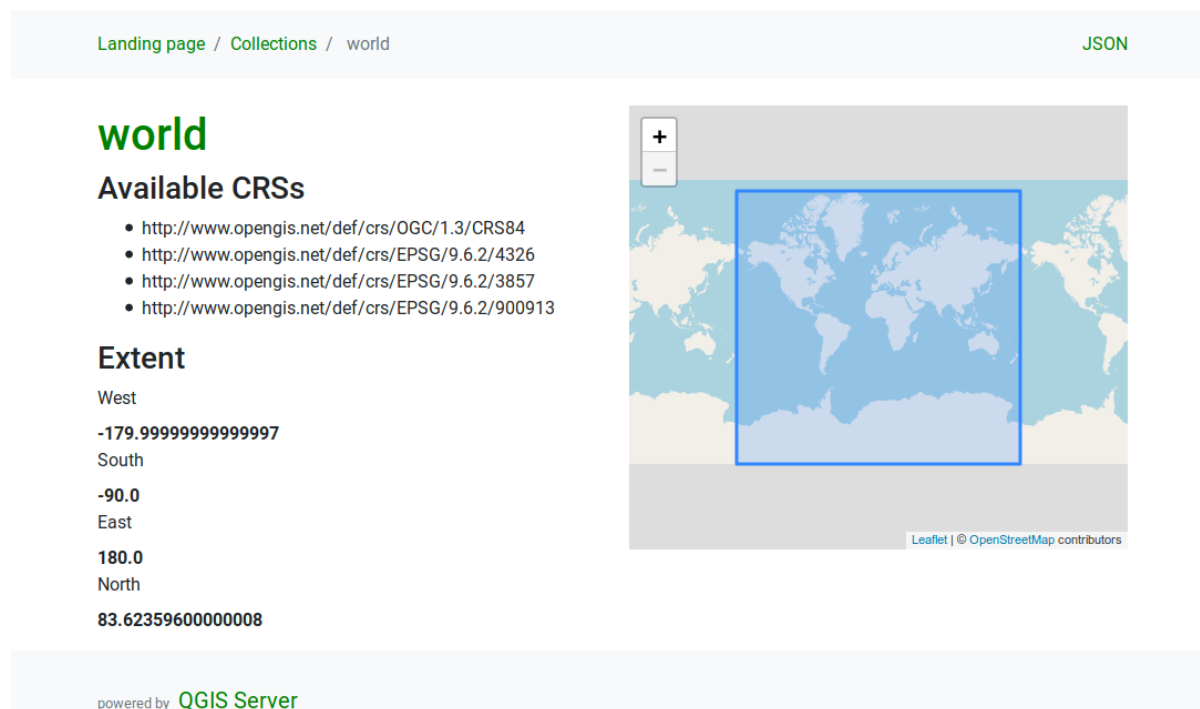 Landing page / Collections / world
JSON
world
Available CRSs
http://www.opengis.net/def/crs/OGC/1.3/CRS84
http://www.opengis.net/def/crs/EPSG/9.6.2/4326
http://www.opengis.net/def/crs/EPSG/9.6.2/3857
http://www.opengis.net/def/crs/EPSG/9.6.2/900913
Extent
West
-179.99999999999997
South
-90.0
East
180.0
North
83.62359600000008
+
−
Leaflet | © OpenStreetMap contributors
powered by QGIS Server